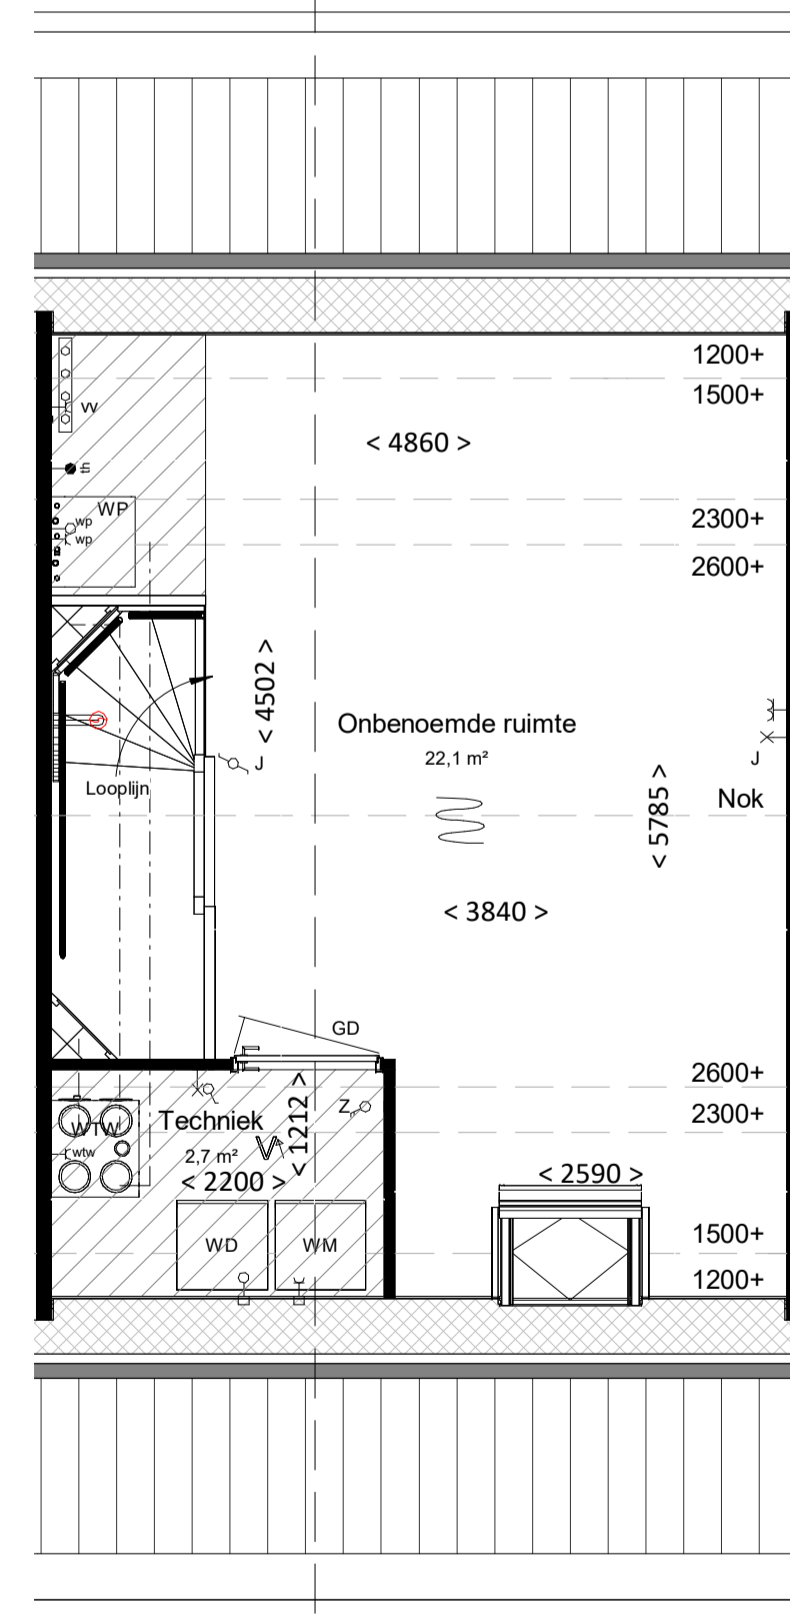 1200+
1500+
vv
< 4860 >
th
WP
wp
wp
2300+
2600+
< 4502 >
Onbenoemde ruimte
22,1 m²
J
J
Looplijn
Nok
< 5785 >
< 3840 >
GD
2600+
2300+
Z
Techniek
WTW
wtw
2,7 m²
< 1212 >
< 2200 >
< 2590 >
WD
WM
1500+
1200+